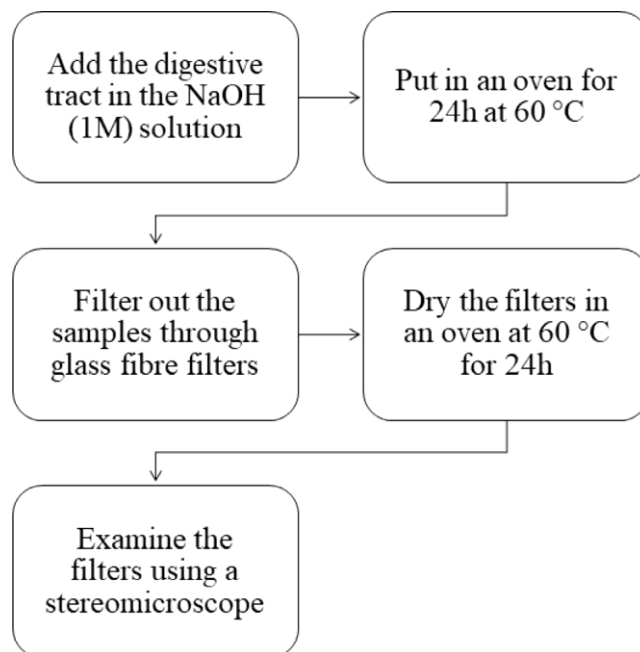 Add the digestive
tract in the NaOH
(1M) solution
Put in an oven for
24h at 60 °C
Filter out the
samples through
glass fibre filters
Dry the filters in
an oven at 60 °C
for 24h
Examine the
filters using a
stereomicroscope